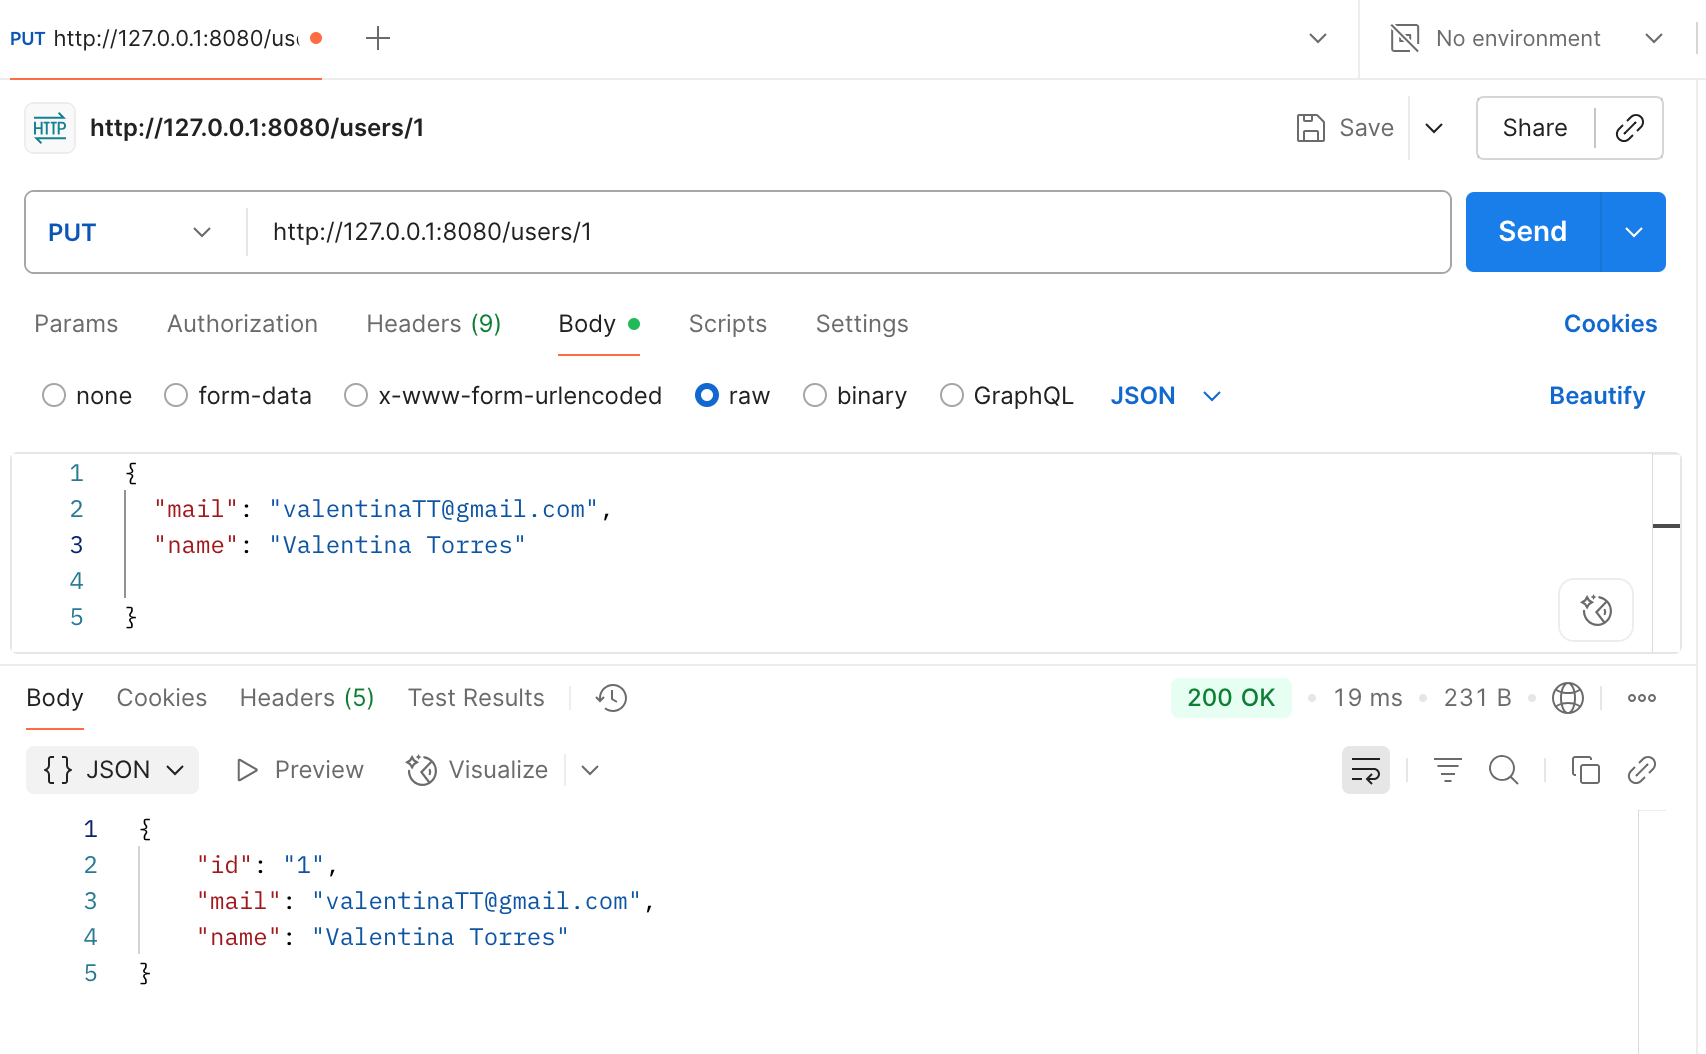 PUT http://127.0.0.1:8080/us
No environment
HTTP http://127.0.0.1:8080/users/1
Save
Share
PUT http://127.0.0.1:8080/users/1
Send
Params Authorization Headers (9) Body Scripts Settings Cookies
none form-data x-www-form-urlencoded raw binary GraphQL JSON Beautify
1 {
2 "mail": "valentinaTT@gmail.com",
3 "name": "Valentina Torres"
4
5 }
Body Cookies Headers (5) Test Results 200 OK • 19 ms • 231 B •
{} JSON Preview Visualize
1 {
2 "id": "1",
3 "mail": "valentinaTT@gmail.com",
4 "name": "Valentina Torres"
5 }